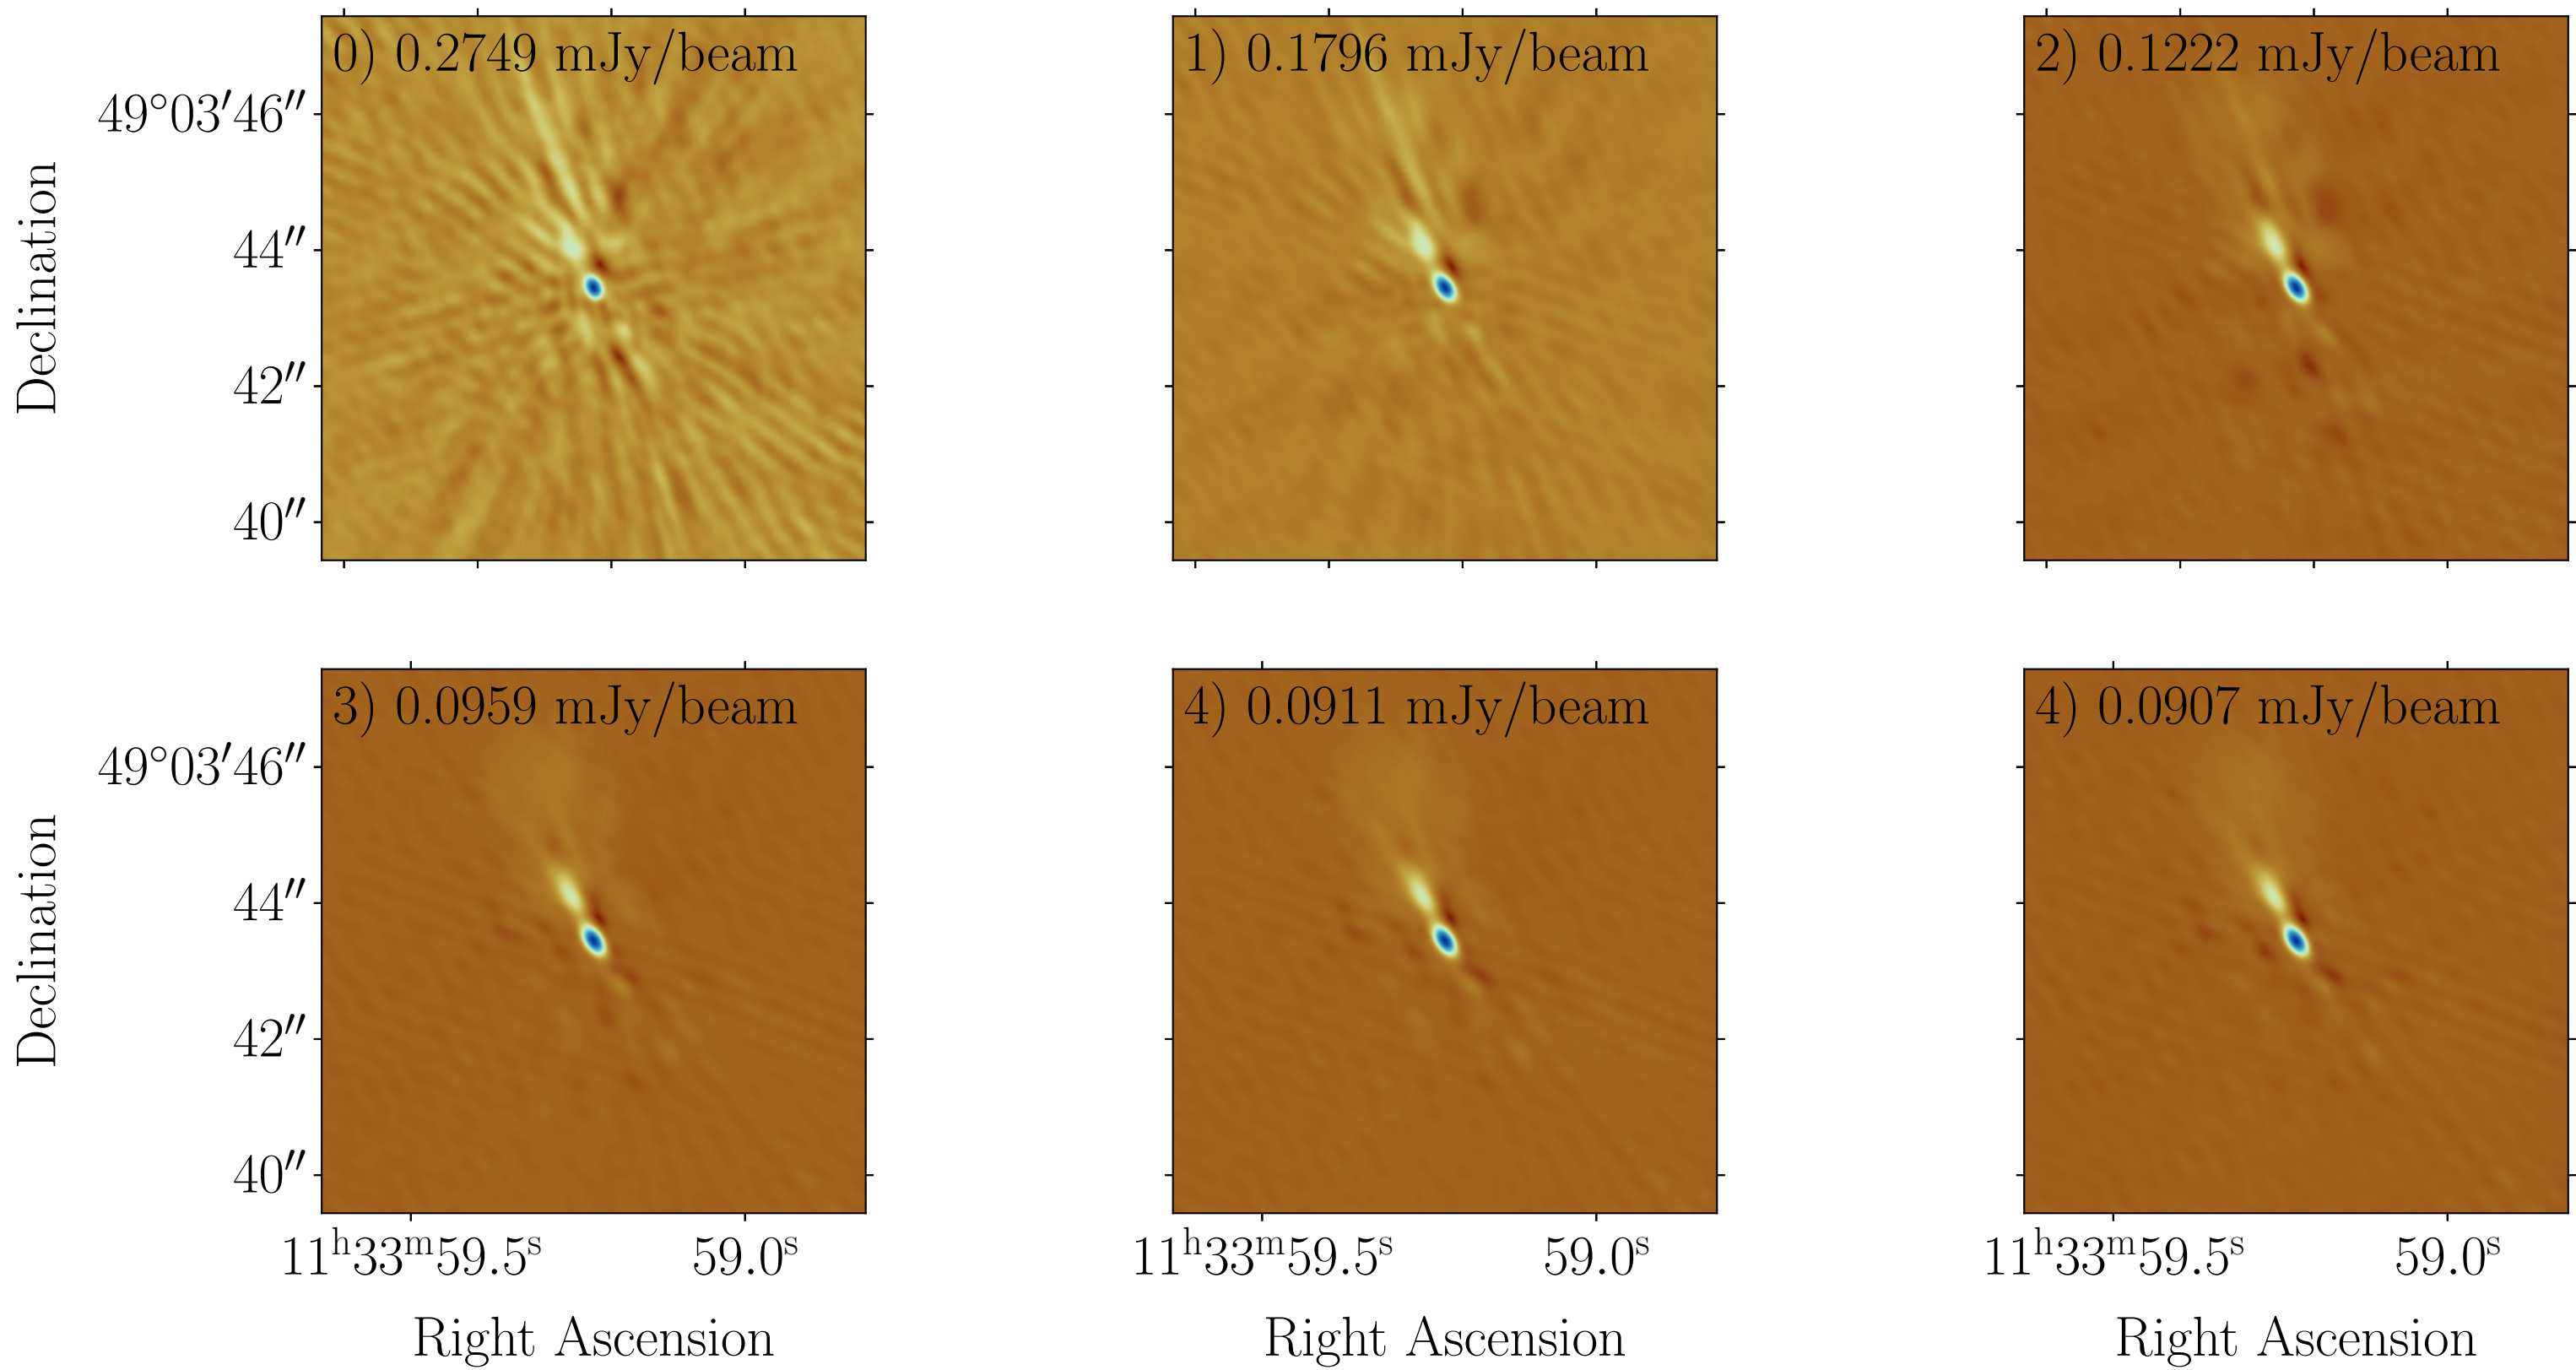 0) 0.2749 mJy/beam
1) 0.1796 mJy/beam
2) 0.1222 mJy/beam
49°03′46″
44″
42″
40″
Declination
3) 0.0959 mJy/beam
4) 0.0911 mJy/beam
4) 0.0907 mJy/beam
49°03′46″
44″
42″
40″
Declination
11ʰ33ᵐ59.5ˢ
59.0ˢ
11ʰ33ᵐ59.5ˢ
59.0ˢ
11ʰ33ᵐ59.5ˢ
59.0ˢ
Right Ascension
Right Ascension
Right Ascension